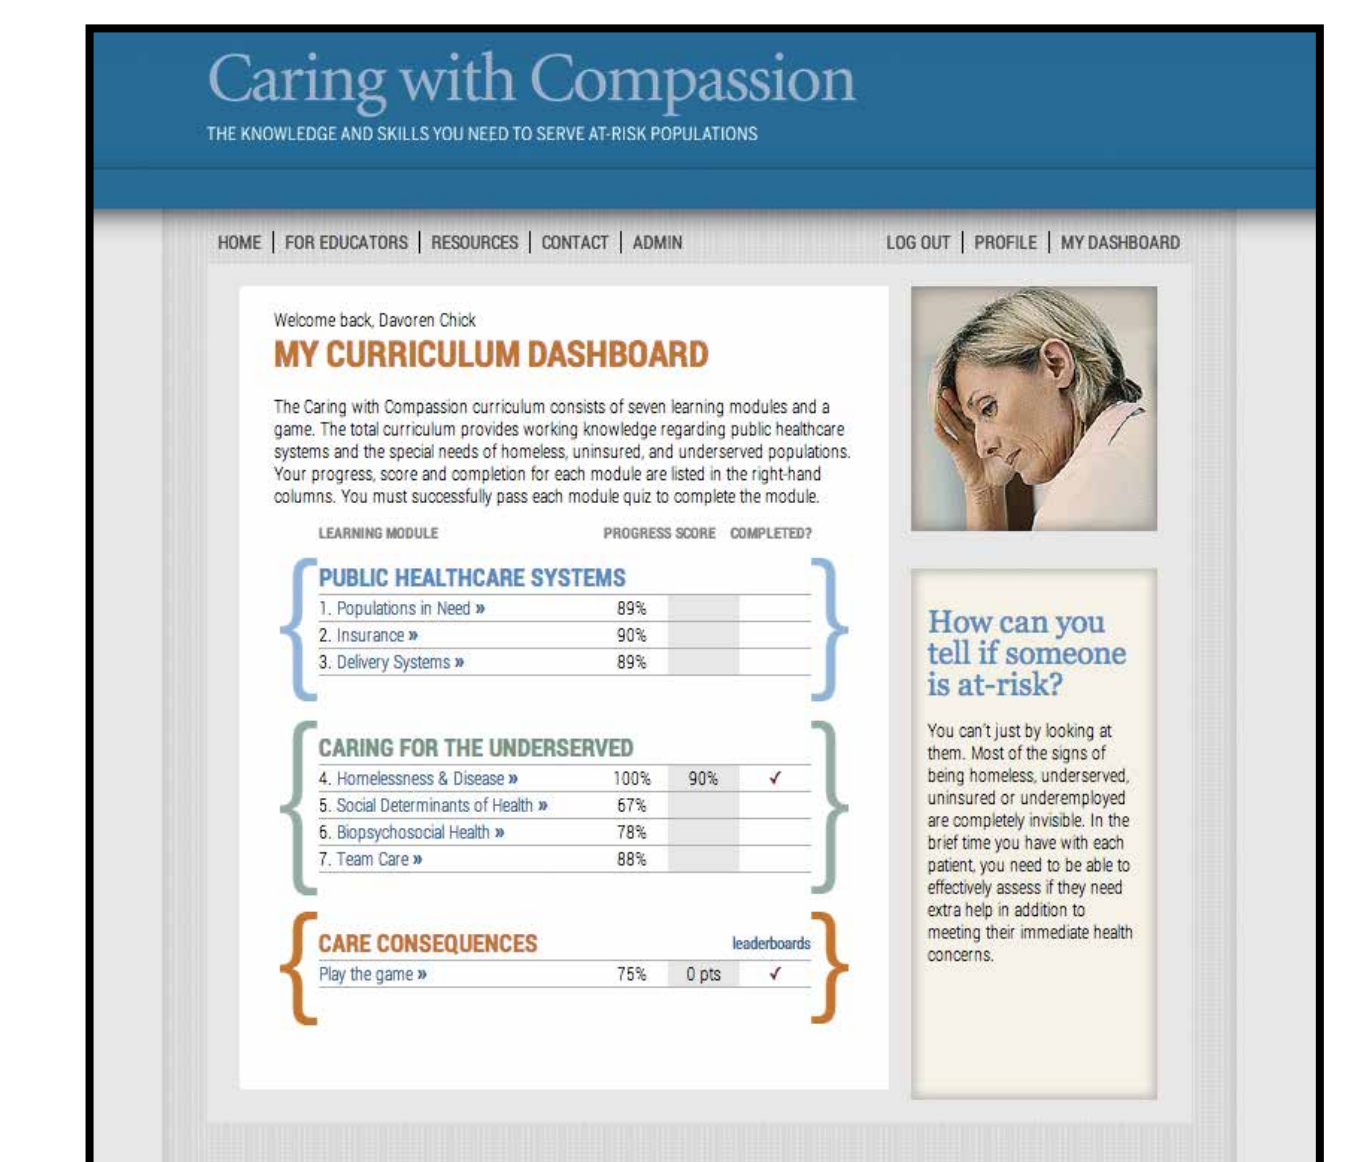 Caring with Compassion
THE KNOWLEDGE AND SKILLS YOU NEED TO SERVE AT-RISK POPULATIONS
HOME | FOR EDUCATORS | RESOURCES | CONTACT | ADMIN
LOG OUT | PROFILE | MY DASHBOARD
Welcome back, Davoren Chick
MY CURRICULUM DASHBOARD
The Caring with Compassion curriculum consists of seven learning modules and a
game. The total curriculum provides working knowledge regarding public healthcare
systems and the special needs of homeless, uninsured, and underserved populations.
Your progress, score and completion for each module are listed in the right-hand
columns. You must successfully pass each module quiz to complete the module.
LEARNING MODULE PROGRESS SCORE COMPLETED?
PUBLIC HEALTHCARE SYSTEMS
1. Populations in Need » 89%
2. Insurance » 90%
3. Delivery Systems » 89%
CARING FOR THE UNDERSERVED
4. Homelessness & Disease » 100% 90% ✓
5. Social Determinants of Health » 67%
6. Biopsychosocial Health » 78%
7. Team Care » 88%
CARE CONSEQUENCES leaderboards
Play the game » 75% 0 pts ✓
How can you
tell if someone
is at-risk?
You can't just by looking at
them. Most of the signs of
being homeless, underserved,
uninsured or underemployed
are completely invisible. In the
brief time you have with each
patient, you need to be able to
effectively assess if they need
extra help in addition to
meeting their immediate health
concerns.